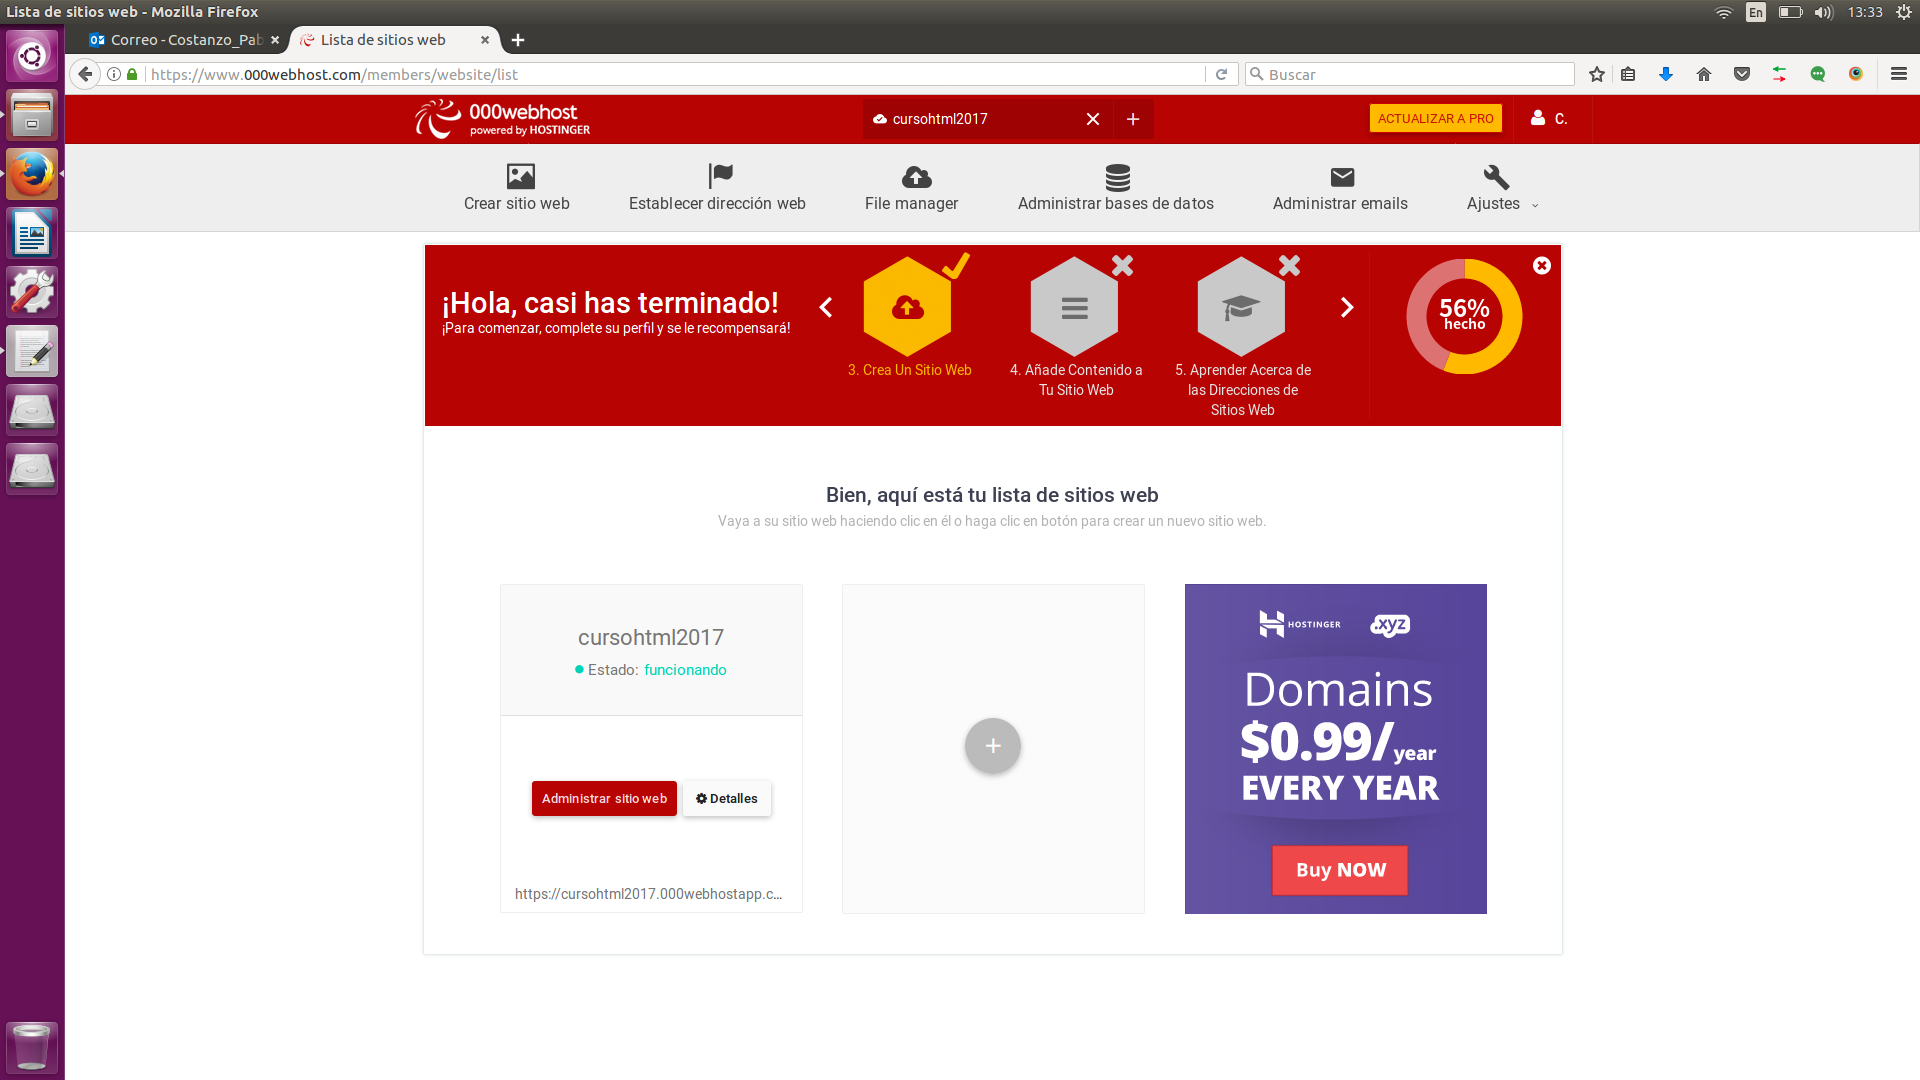 Lista de sitios web - Mozilla Firefox
En
13:33
Correo - Costanzo_Pab
Lista de sitios web
https://www.000webhost.com/members/website/list
Buscar
000webhost
powered by HOSTINGER
cursohtml2017
ACTUALIZAR A PRO
C.
Crear sitio web
Establecer dirección web
File manager
Administrar bases de datos
Administrar emails
Ajustes
¡Hola, casi has terminado!
¡Para comenzar, complete su perfil y se le recompensará!
3. Crea Un Sitio Web
4. Añade Contenido a
Tu Sitio Web
5. Aprender Acerca de
las Direcciones de
Sitios Web
56%
hecho
Bien, aquí está tu lista de sitios web
Vaya a su sitio web haciendo clic en él o haga clic en botón para crear un nuevo sitio web.
cursohtml2017
Estado: funcionando
Administrar sitio web
Detalles
https://cursohtml2017.000webhostapp.c...
HOSTINGER
.xyz
Domains
$0.99/year
EVERY YEAR
Buy NOW